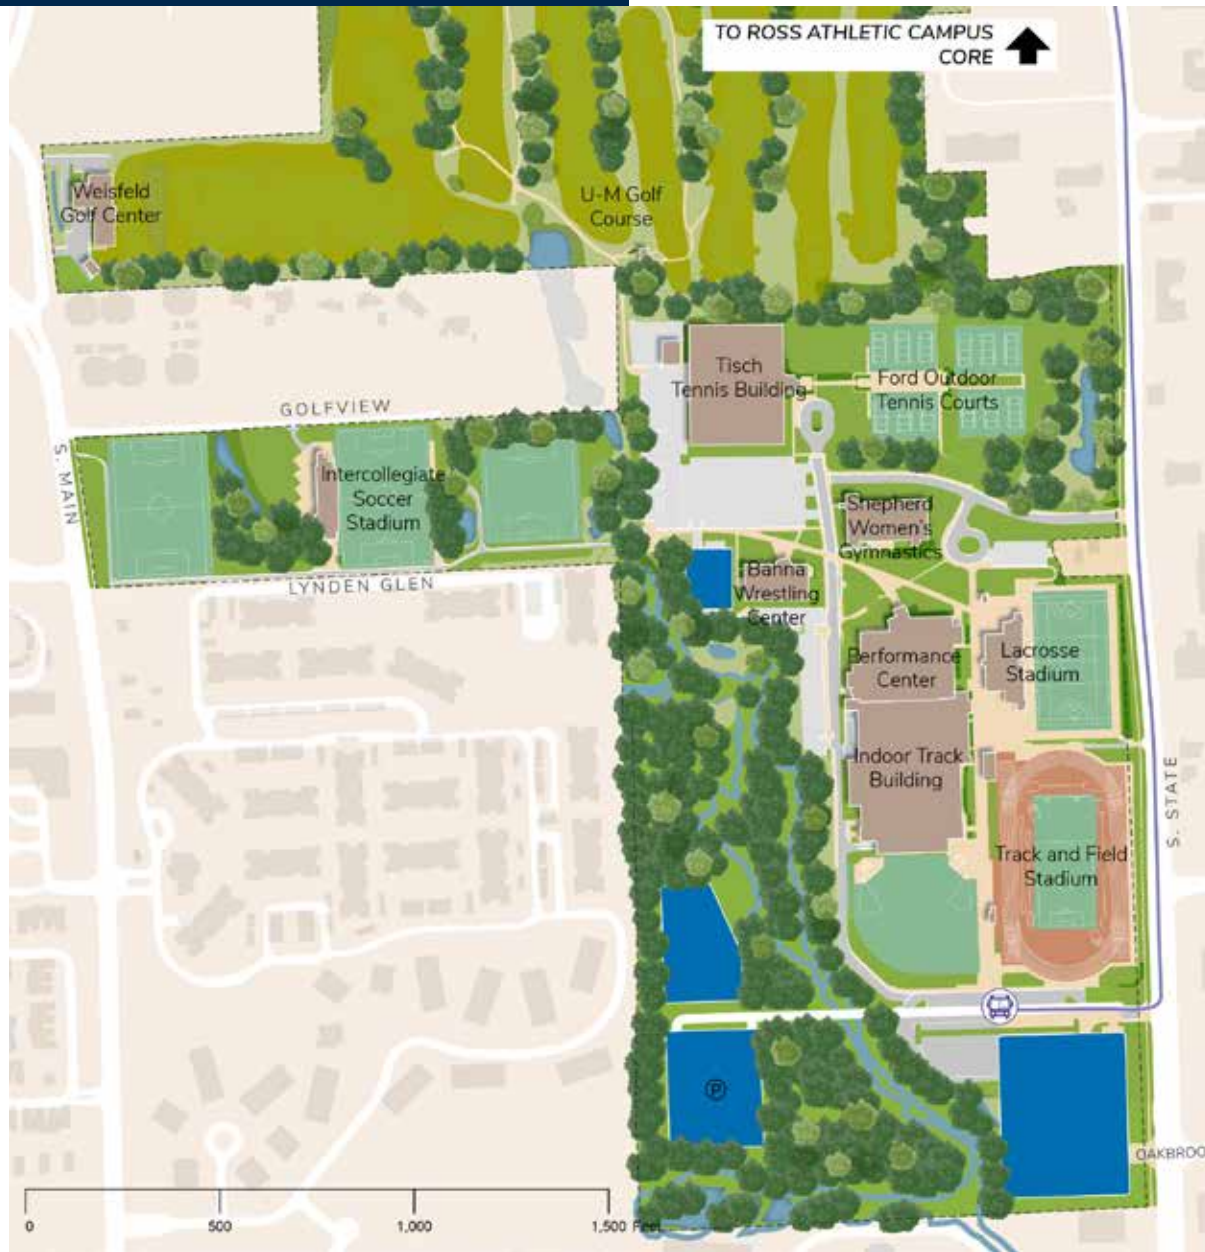 TO ROSS ATHLETIC CAMPUS
CORE
Weisfeld
Golf Center
U-M Golf
Course
Tisch
Tennis Building
Ford Outdoor
Tennis Courts
GOLFVIEW
S. MAIN
Intercollegiate
Soccer
Stadium
LYNDEN GLEN
Shepherd
Women's
Gymnastics
Bahna
Wrestling
Center
Performance
Center
Lacrosse
Stadium
Indoor Track
Building
S. STATE
Track and Field
Stadium
P
OAKBROO
0 500 1,000 1,500 Feet